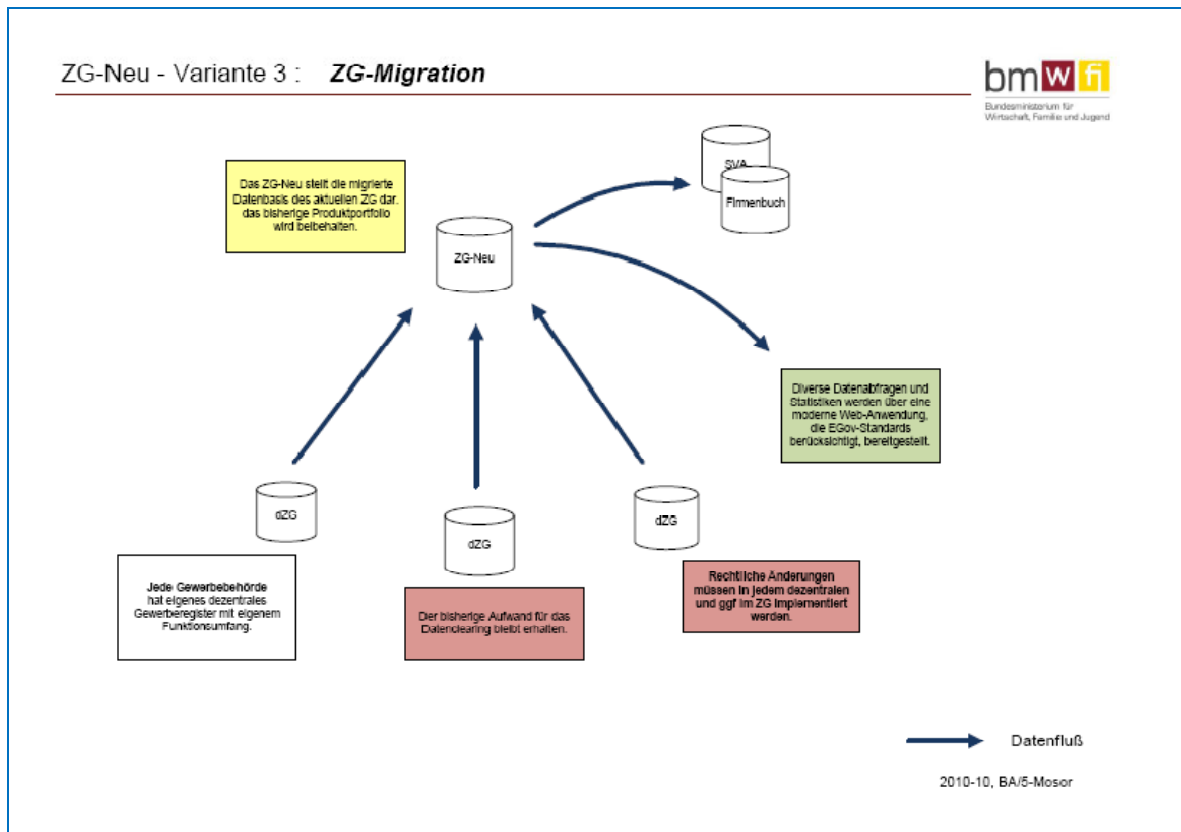 ZG-Neu - Variante 3 : ZG-Migration
bmwfi
Bundesministerium für
Wirtschaft, Familie und Jugend
SVA
Firmenbuch
Das ZG-Neu stellt die migrierte
Datenbasis des aktuellen ZG dar.
das bisherige Produktportfolio
wird beibehalten.
ZG-Neu
Diverse Datenabfragen und
Statistiken werden über eine
moderne Web-Anwendung,
die EGov-Standards
berücksichtigt, bereitgestellt.
dZG
dZG
dZG
Jede Gewerbebehörde
hat eigenes dezentrales
Gewerberegister mit eigenem
Funktionsumfang.
Der bisherige Aufwand für das
Datenclearing bleibt erhalten.
Rechtliche Änderungen
müssen in jedem dezentralen
und ggf im ZG implementiert
werden.
Datenfluß
2010-10, BA/5-Mosor